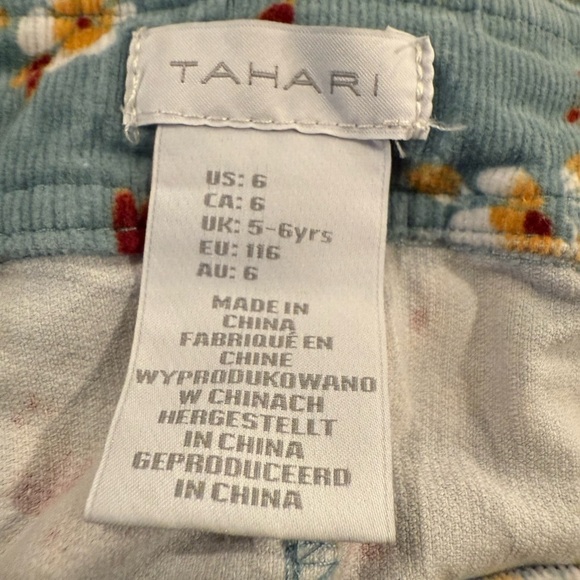 TAHARI
US: 6
CA: 6
UK: 5-6yrs
EU: 116
AU: 6
MADE IN
CHINA
FABRIQUÉ EN
CHINE
WYPRODUKOWANO
W CHINACH
HERGESTELLT
IN CHINA
GEPRODUCEERD
IN CHINA